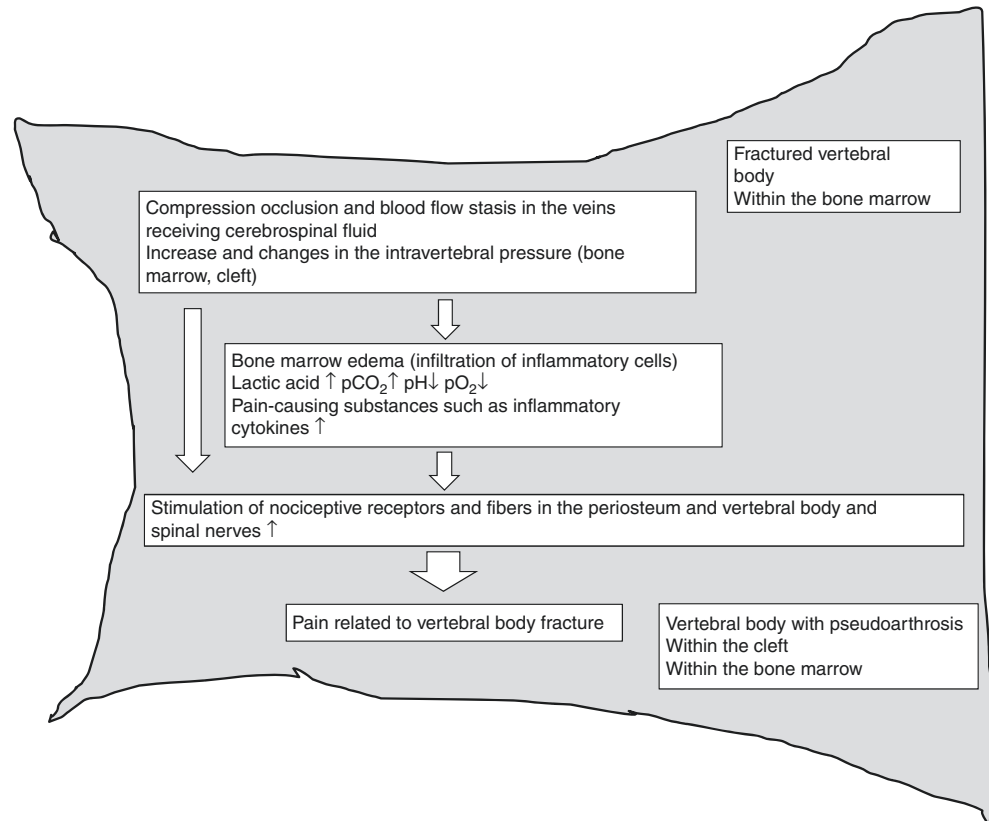 Fractured vertebral
body
Within the bone marrow
Compression occlusion and blood flow stasis in the veins
receiving cerebrospinal fluid
Increase and changes in the intravertebral pressure (bone
marrow, cleft)
Bone marrow edema (infiltration of inflammatory cells)
Lactic acid ↑ pCO₂↑ pH↓ pO₂↓
Pain-causing substances such as inflammatory
cytokines ↑
Stimulation of nociceptive receptors and fibers in the periosteum and vertebral body and
spinal nerves ↑
Pain related to vertebral body fracture
Vertebral body with pseudoarthrosis
Within the cleft
Within the bone marrow